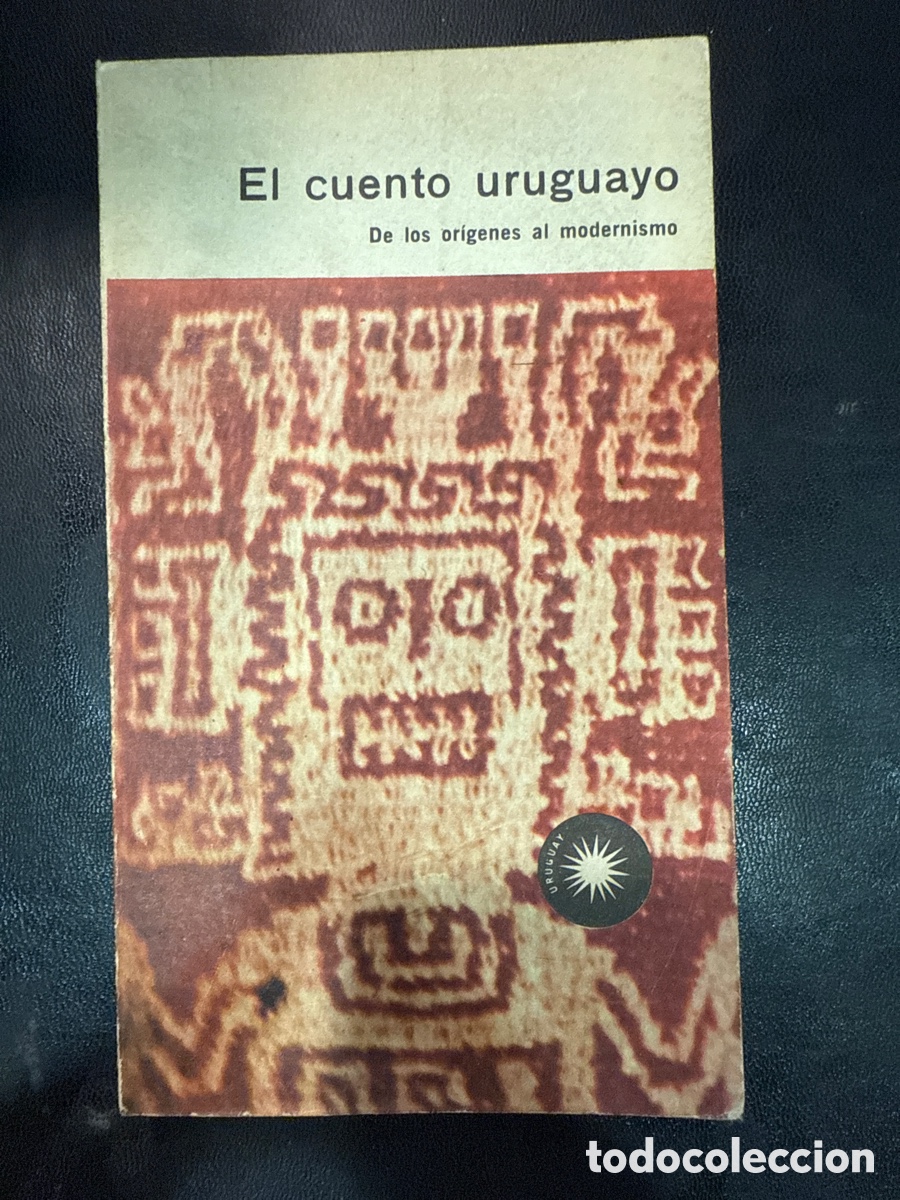 El cuento uruguayo
De los orígenes al modernismo
URUGUAY
todocoleccion